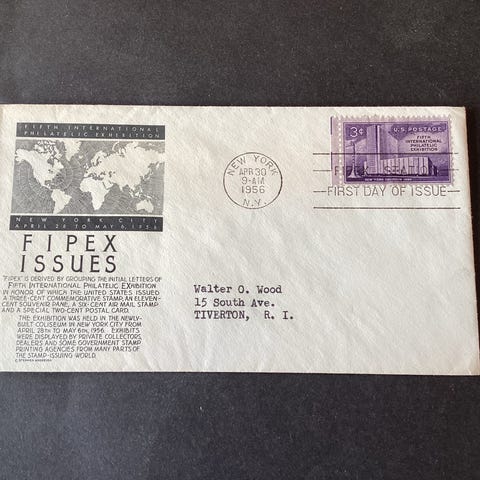 FIFTH INTERNATIONAL
PHILATELIC EXHIBITION
NEW YORK CITY
APRIL 28 TO MAY 6, 1956
FIPEX
ISSUES
"FIPEX" IS DERIVED BY GROUPING THE INITIAL LETTERS OF
FIFTH INTERNATIONAL PHILATELIC EXHIBITION
IN HONOR OF WHICH THE UNITED STATES ISSUED
A THREE-CENT COMMEMORATIVE STAMP, AN ELEVEN-
CENT SOUVENIR PANE, A SIX-CENT AIR MAIL STAMP
AND A SPECIAL TWO-CENT POSTAL CARD.
THE EXHIBITION WAS HELD IN THE NEWLY-
BUILT COLISEUM IN NEW YORK CITY FROM
APRIL 28TH TO MAY 6TH, 1956. EXHIBITS
WERE DISPLAYED BY PRIVATE COLLECTORS,
DEALERS AND SOME GOVERNMENT STAMP
PRINTING AGENCIES FROM MANY PARTS OF
THE STAMP-ISSUING WORLD.
NEW YORK
APR 30
9-AM
1956
N.Y.
3¢ U.S. POSTAGE
FIFTH
INTERNATIONAL
PHILATELIC
EXHIBITION
FIRST DAY OF ISSUE
Walter O. Wood
15 South Ave.
TIVERTON, R. I.